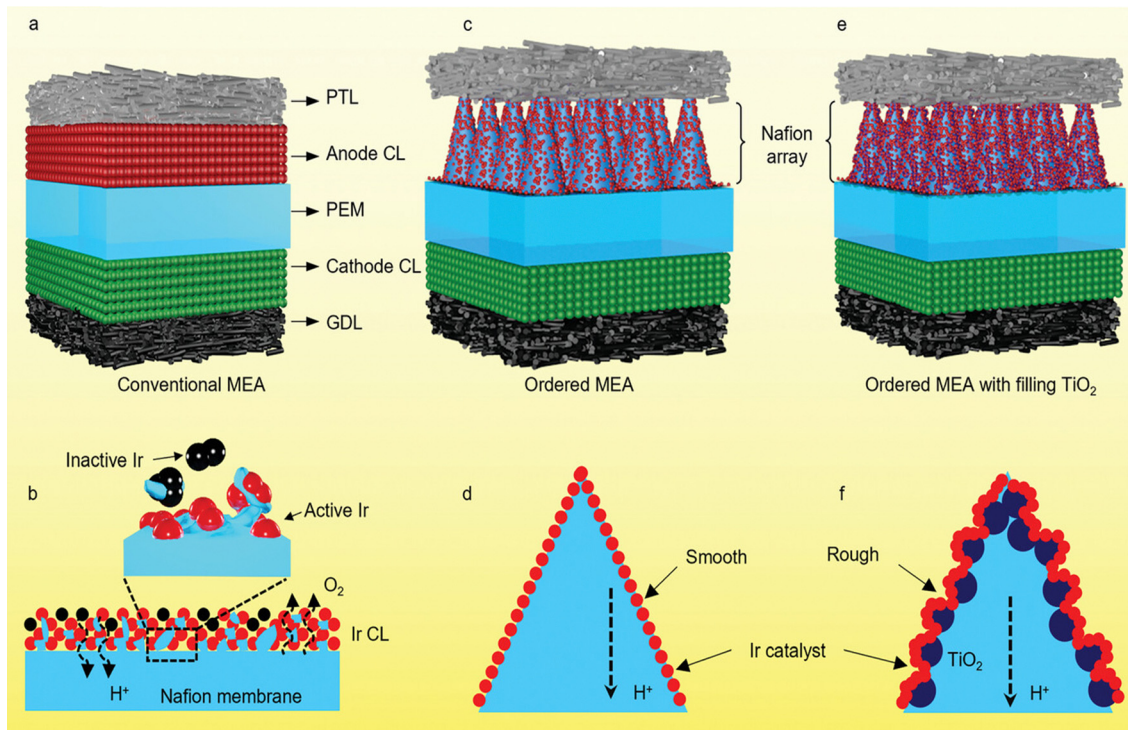 a
PTL
Anode CL
PEM
Cathode CL
GDL
Conventional MEA
c
Nafion
array
Ordered MEA
e
Ordered MEA with filling TiO₂
b
Inactive Ir
Active Ir
O₂
Ir CL
H⁺
Nafion membrane
d
Smooth
Ir catalyst
H⁺
f
Rough
TiO₂
H⁺